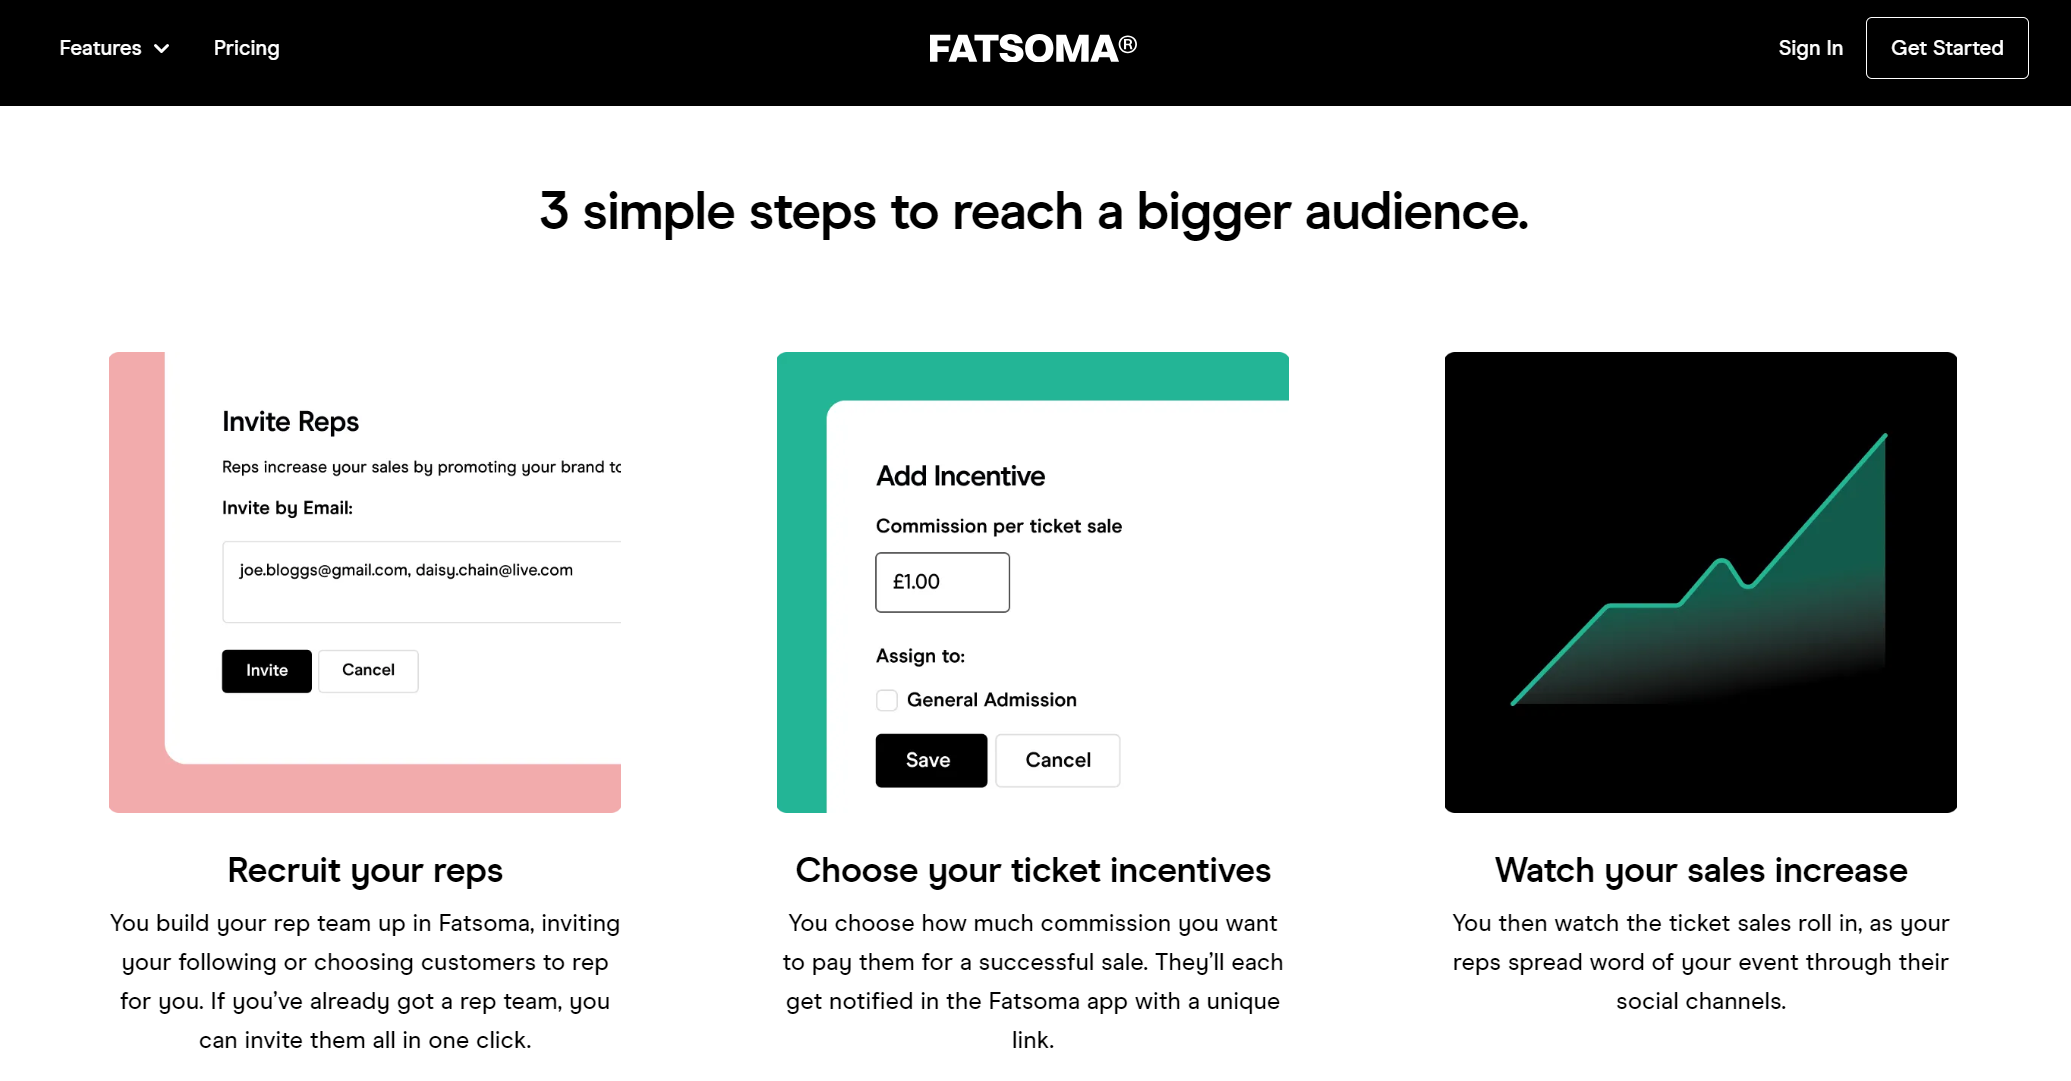 Features
Pricing
FATSOMA®
Sign In
Get Started
3 simple steps to reach a bigger audience.
Invite Reps
Reps increase your sales by promoting your brand to
Invite by Email:
joe.bloggs@gmail.com, daisy.chain@live.com
Invite
Cancel
Add Incentive
Commission per ticket sale
£1.00
Assign to:
General Admission
Save
Cancel
Recruit your reps
You build your rep team up in Fatsoma, inviting
your following or choosing customers to rep
for you. If you’ve already got a rep team, you
can invite them all in one click.
Choose your ticket incentives
You choose how much commission you want
to pay them for a successful sale. They’ll each
get notified in the Fatsoma app with a unique
link.
Watch your sales increase
You then watch the ticket sales roll in, as your
reps spread word of your event through their
social channels.